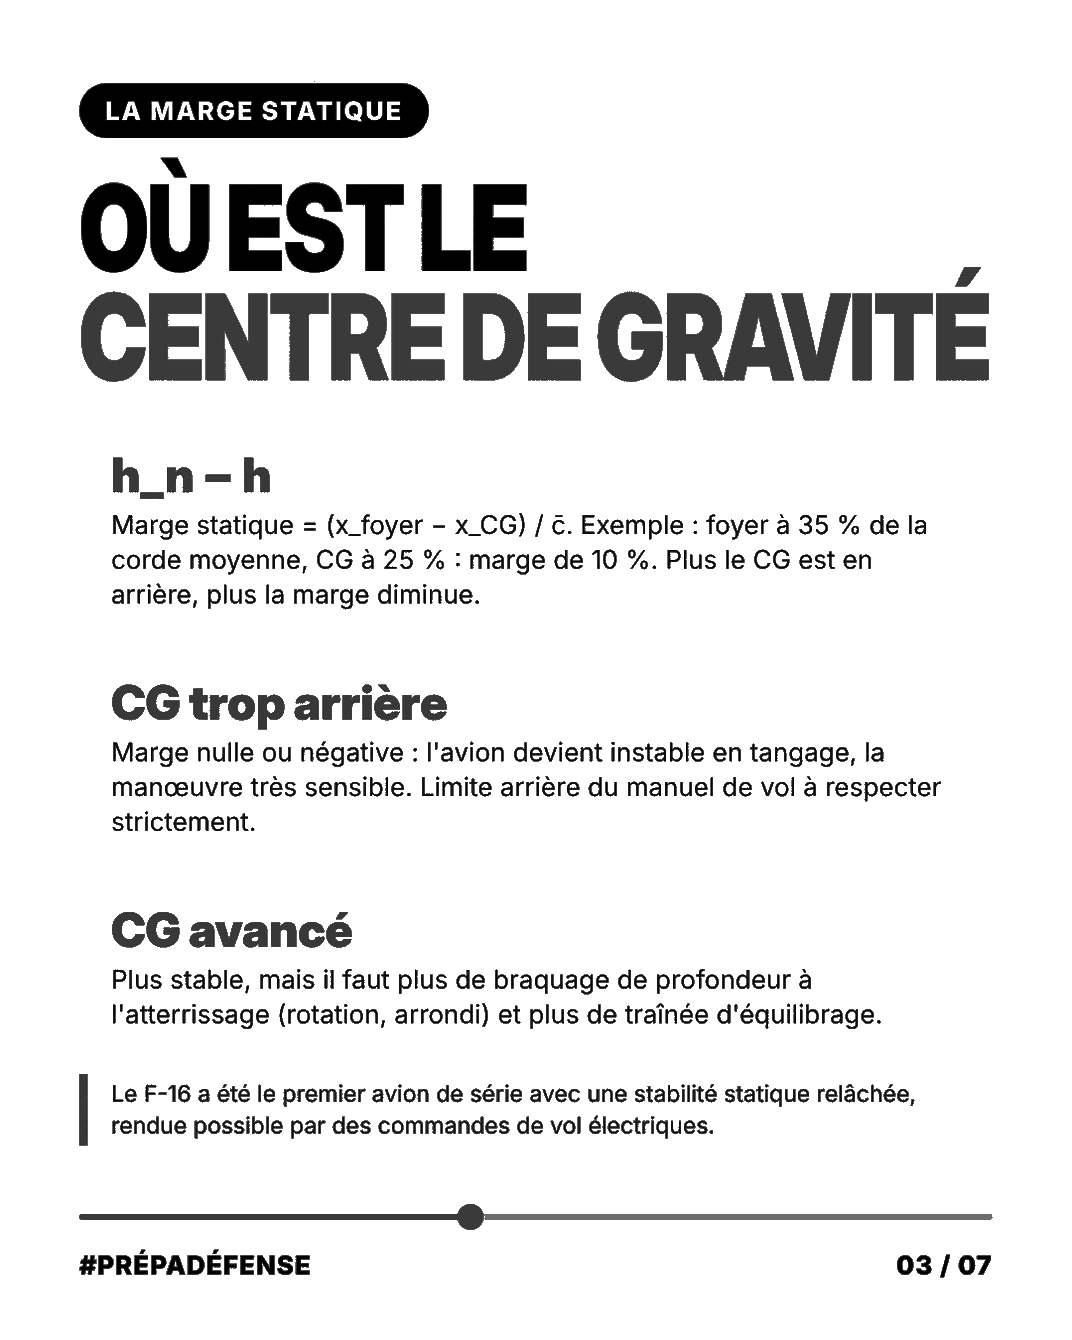 LA MARGE STATIQUE
OÙ EST LE
CENTRE DE GRAVITÉ
h_n – h
Marge statique = (x_foyer − x_CG) / c̄. Exemple : foyer à 35 % de la
corde moyenne, CG à 25 % : marge de 10 %. Plus le CG est en
arrière, plus la marge diminue.
CG trop arrière
Marge nulle ou négative : l'avion devient instable en tangage, la
manœuvre très sensible. Limite arrière du manuel de vol à respecter
strictement.
CG avancé
Plus stable, mais il faut plus de braquage de profondeur à
l'atterrissage (rotation, arrondi) et plus de traînée d'équilibrage.
Le F-16 a été le premier avion de série avec une stabilité statique relâchée,
rendue possible par des commandes de vol électriques.
#PRÉPADÉFENSE
03 / 07